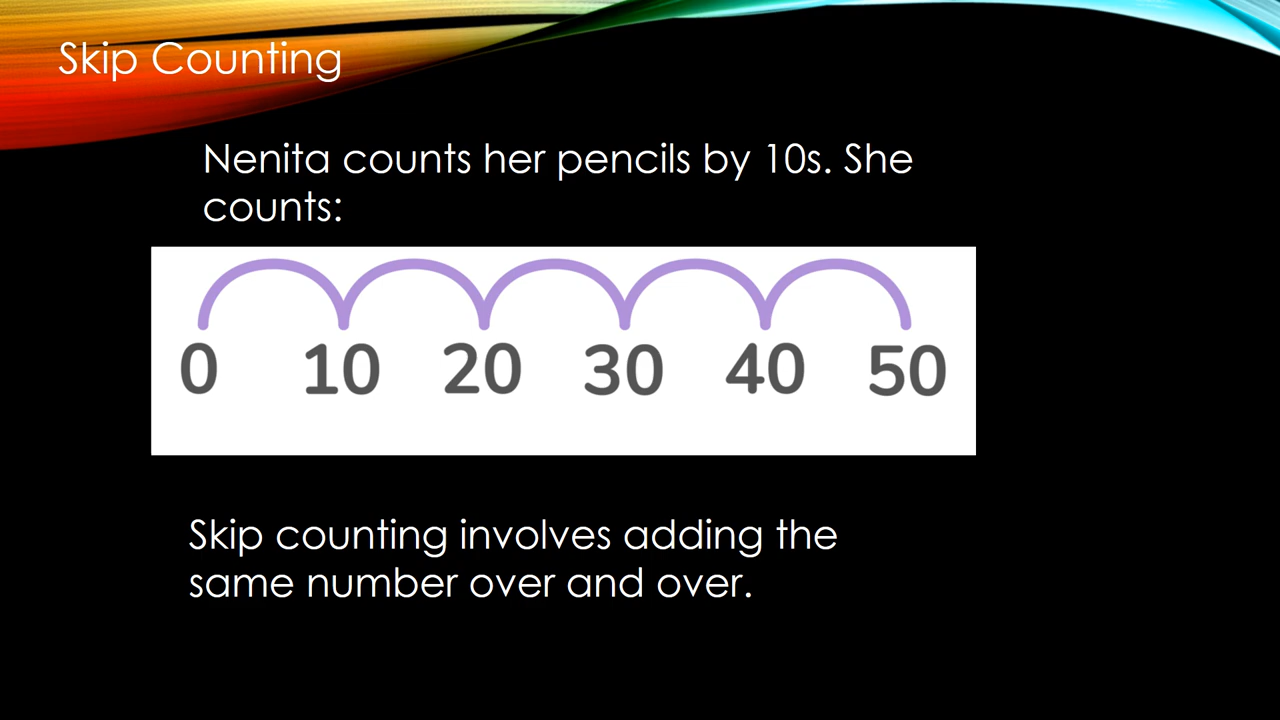 Skip Counting
Nenita counts her pencils by 10s. She
counts:
0 10 20 30 40 50
Skip counting involves adding the
same number over and over.